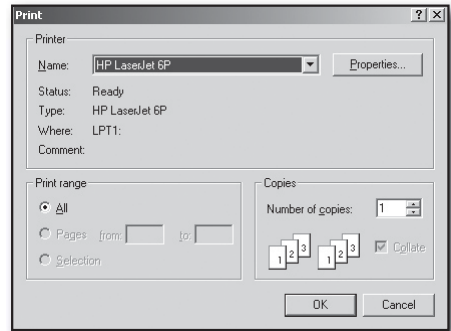 Print
Printer
Name: HP LaserJet 6P Properties...
Status: Ready
Type: HP LaserJet 6P
Where: LPT1:
Comment:
Print range
All
Pages from: to:
Selection
Copies
Number of copies: 1
1 2 3 1 2 3 Collate
OK Cancel